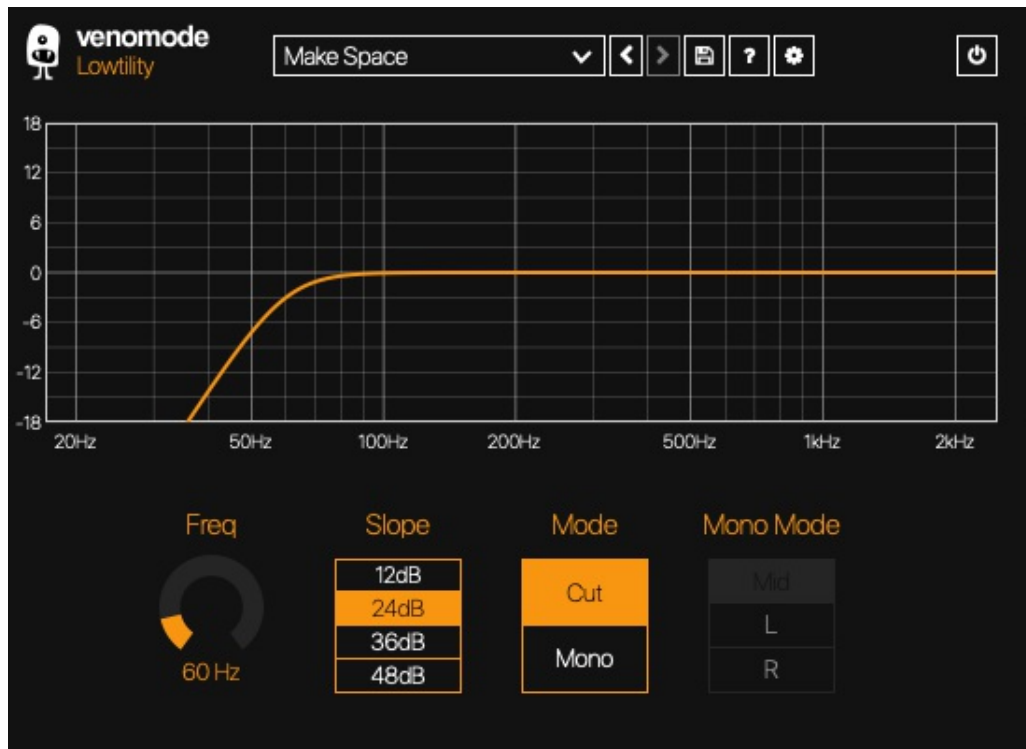 venomode
Lowtility
Make Space
?
18
12
6
0
-6
-12
-18
20Hz 50Hz 100Hz 200Hz 500Hz 1kHz 2kHz
Freq Slope Mode Mono Mode
12dB
24dB
36dB
48dB
60 Hz
Cut
Mono
Mid
L
R